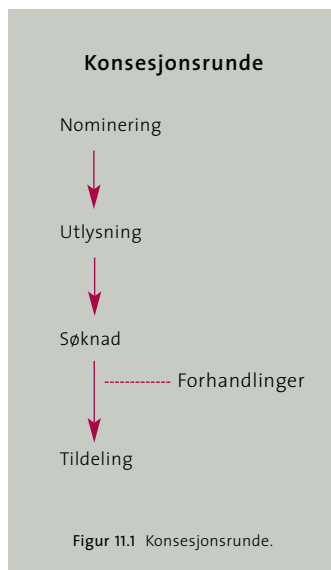 Konsesjonsrunde
Nominering
Utlysning
Søknad
Forhandlinger
Tildeling
Figur 11.1 Konsesjonsrunde.